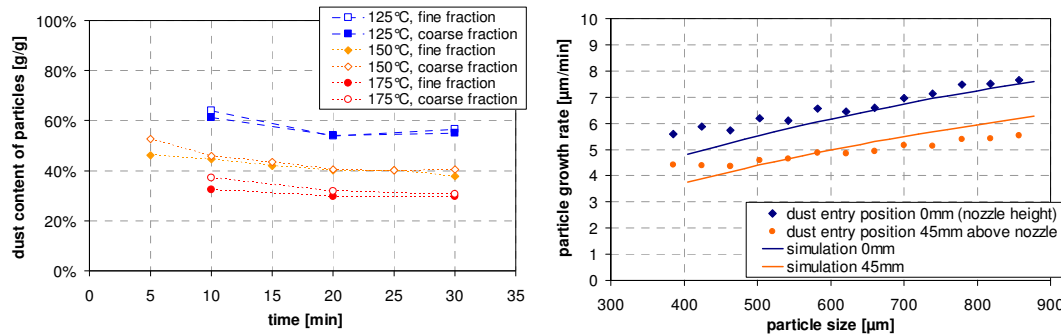 100%
80%
60%
40%
20%
0%
dust content of particles [g/g]
0 5 10 15 20 25 30 35
time [min]
125°C, fine fraction
125°C, coarse fraction
150°C, fine fraction
150°C, coarse fraction
175°C, fine fraction
175°C, coarse fraction
10
9
8
7
6
5
4
3
2
1
0
particle growth rate [µm/min]
300 400 500 600 700 800 900
particle size [µm]
dust entry position 0mm (nozzle height)
dust entry position 45mm above nozzle
simulation 0mm
simulation 45mm